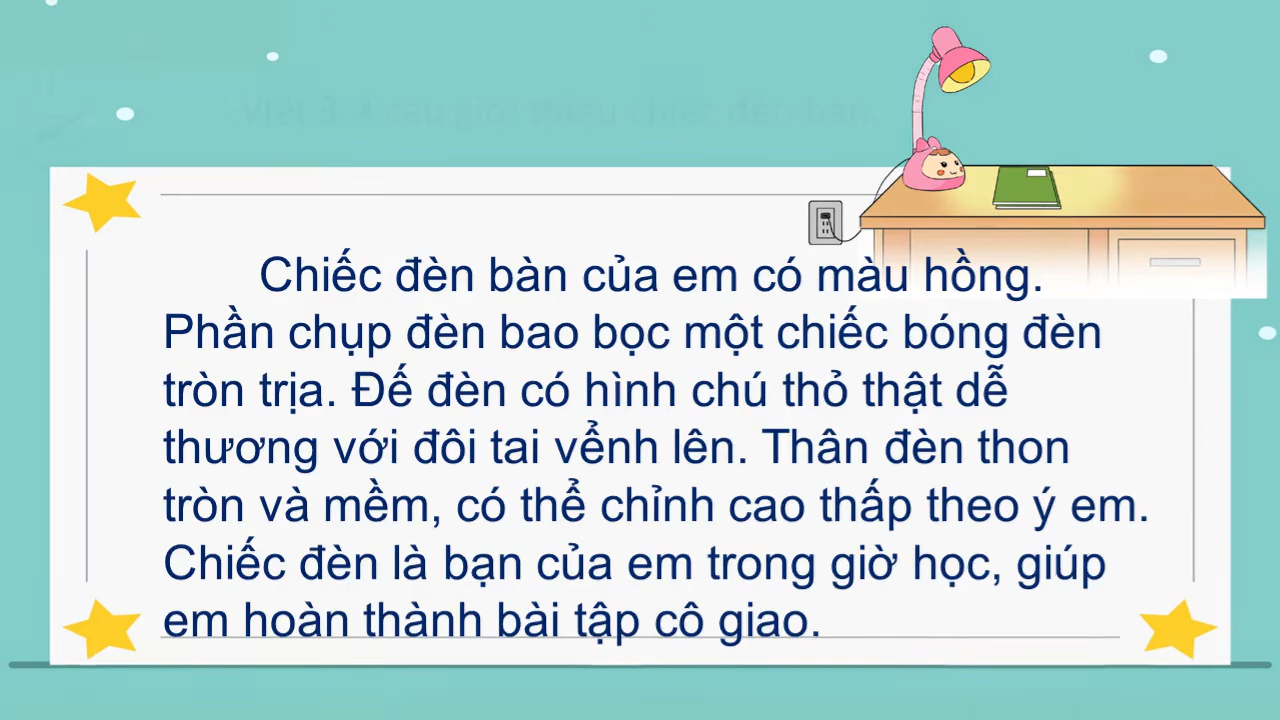 Chiếc đèn bàn của em có màu hồng.
Phần chụp đèn bao bọc một chiếc bóng đèn
tròn trịa. Đế đèn có hình chú thỏ thật dễ
thương với đôi tai vểnh lên. Thân đèn thon
tròn và mềm, có thể chỉnh cao thấp theo ý em.
Chiếc đèn là bạn của em trong giờ học, giúp
em hoàn thành bài tập cô giao.